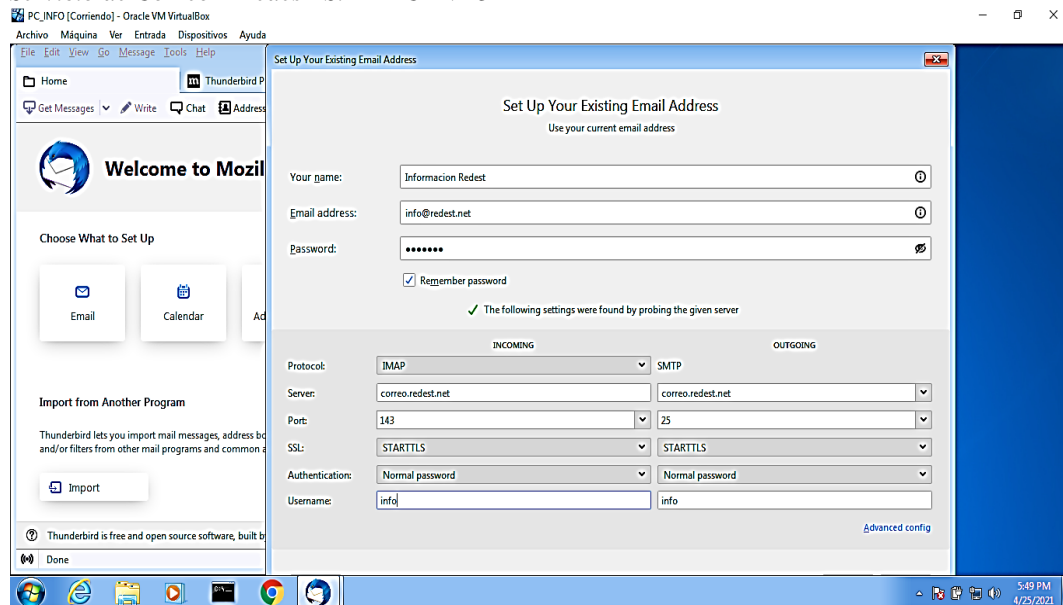 PC_INFO [Corriendo] - Oracle VM VirtualBox
Archivo Máquina Ver Entrada Dispositivos Ayuda
File Edit View Go Message Tools Help
Home
Thunderbird P
Get Messages Write Chat Address
Welcome to Mozil
Choose What to Set Up
Email
Calendar
Ad
Import from Another Program
Thunderbird lets you import mail messages, address bo
and/or filters from other mail programs and common a
Import
Thunderbird is free and open source software, built b
Done
Set Up Your Existing Email Address
Set Up Your Existing Email Address
Use your current email address
Your name: Informacion Redest
Email address: info@redest.net
Password: •••••••
Remember password
The following settings were found by probing the given server
INCOMING OUTGOING
Protocol: IMAP SMTP
Server: correo.redest.net correo.redest.net
Port: 143 25
SSL: STARTTLS STARTTLS
Authentication: Normal password Normal password
Username: info info
Advanced config
5:49 PM
4/25/2021